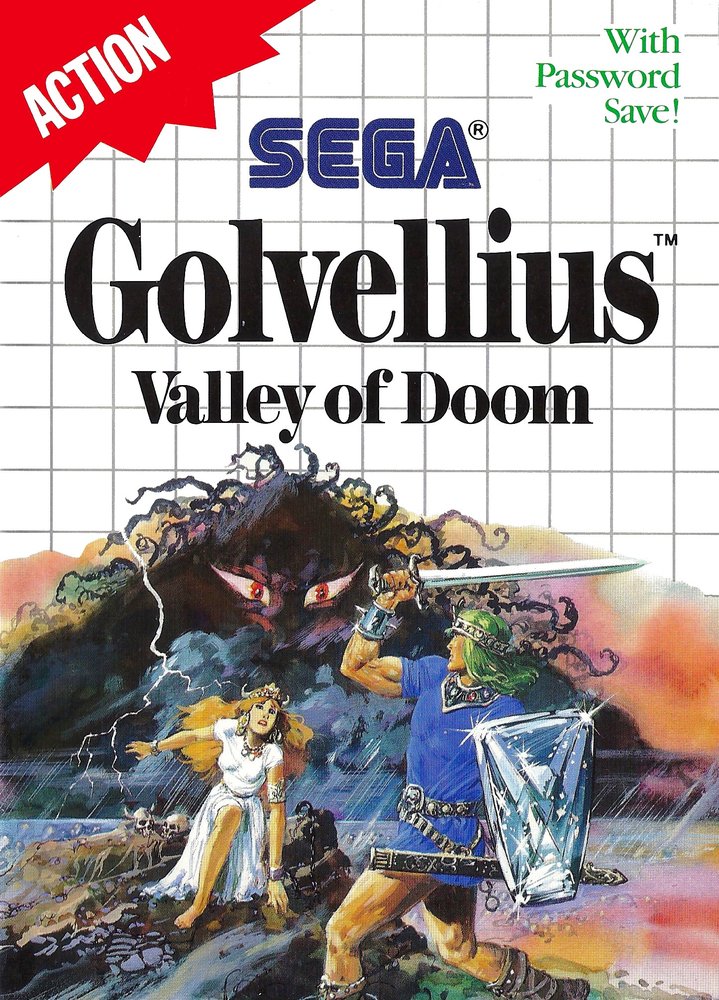 ACTION
With
Password
Save!
SEGA®
Golvellius™
Valley of Doom